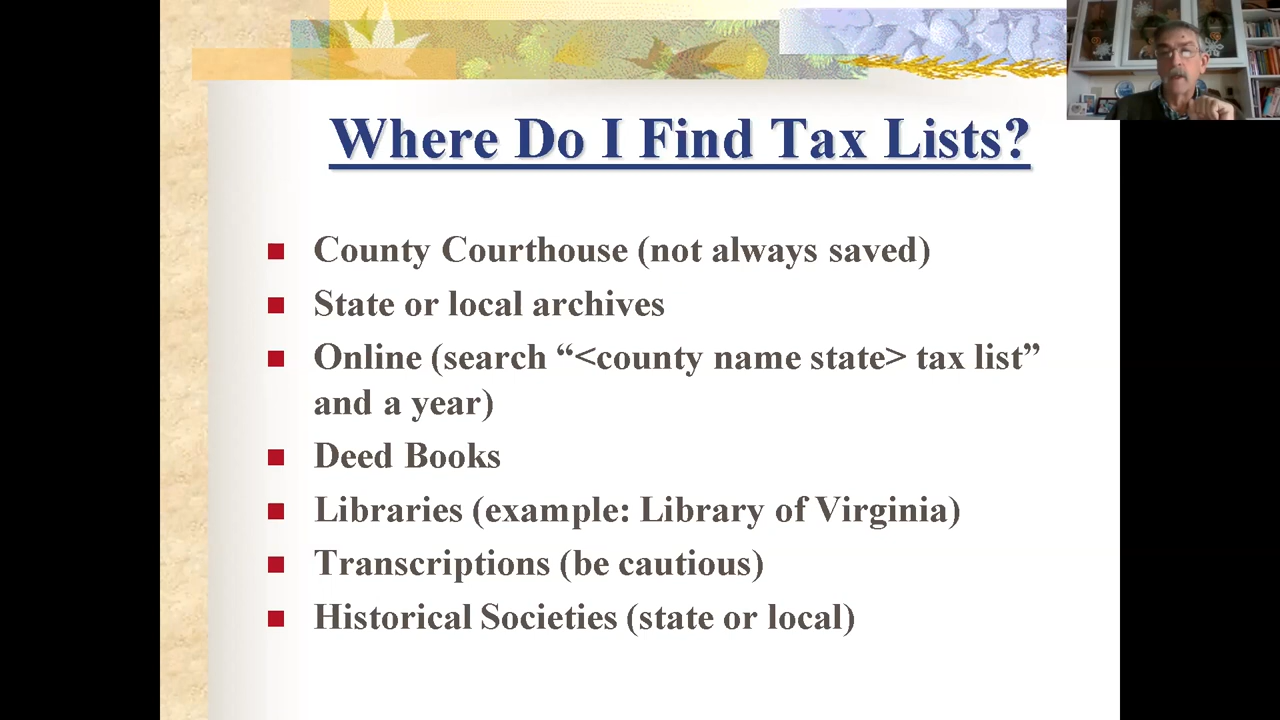 Where Do I Find Tax Lists?
County Courthouse (not always saved)
State or local archives
Online (search “<county name state> tax list”
and a year)
Deed Books
Libraries (example: Library of Virginia)
Transcriptions (be cautious)
Historical Societies (state or local)